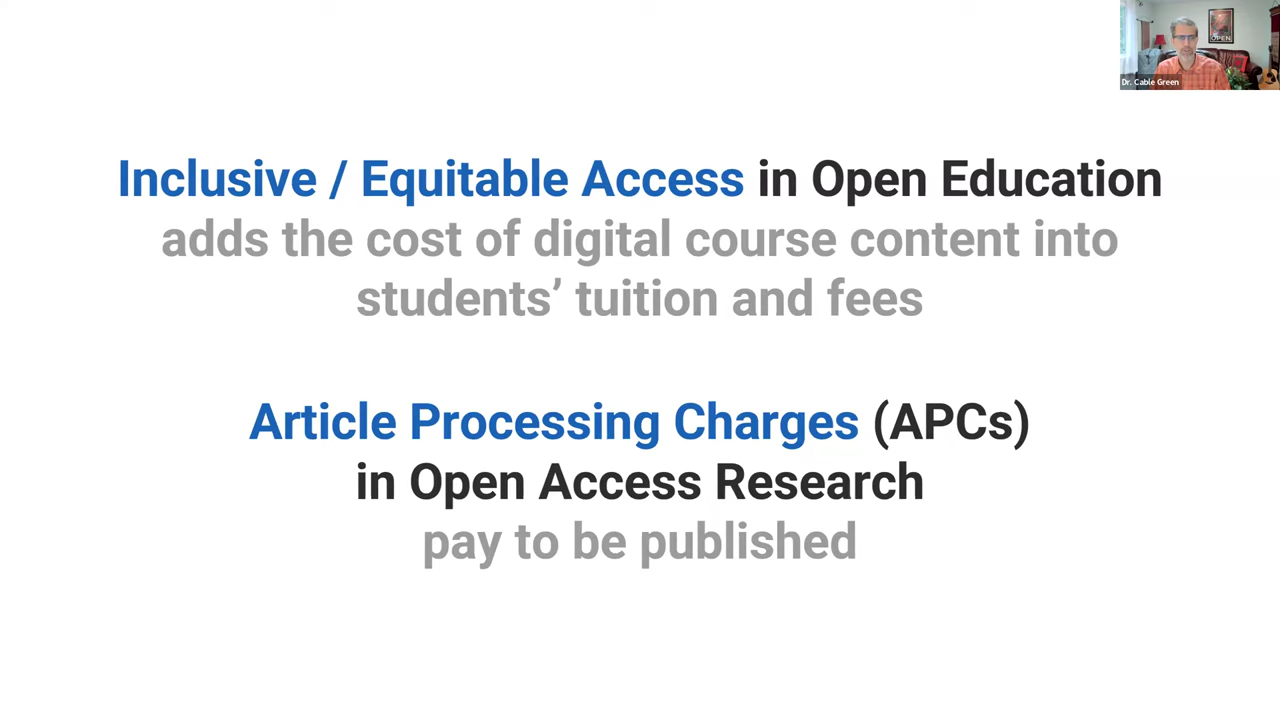 OPEN
Dr. Cable Green
Inclusive / Equitable Access in Open Education
adds the cost of digital course content into
students’ tuition and fees
Article Processing Charges (APCs)
in Open Access Research
pay to be published